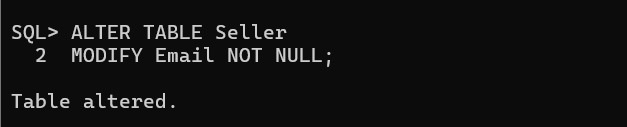 SQL> ALTER TABLE Seller
  2  MODIFY Email NOT NULL;
Table altered.